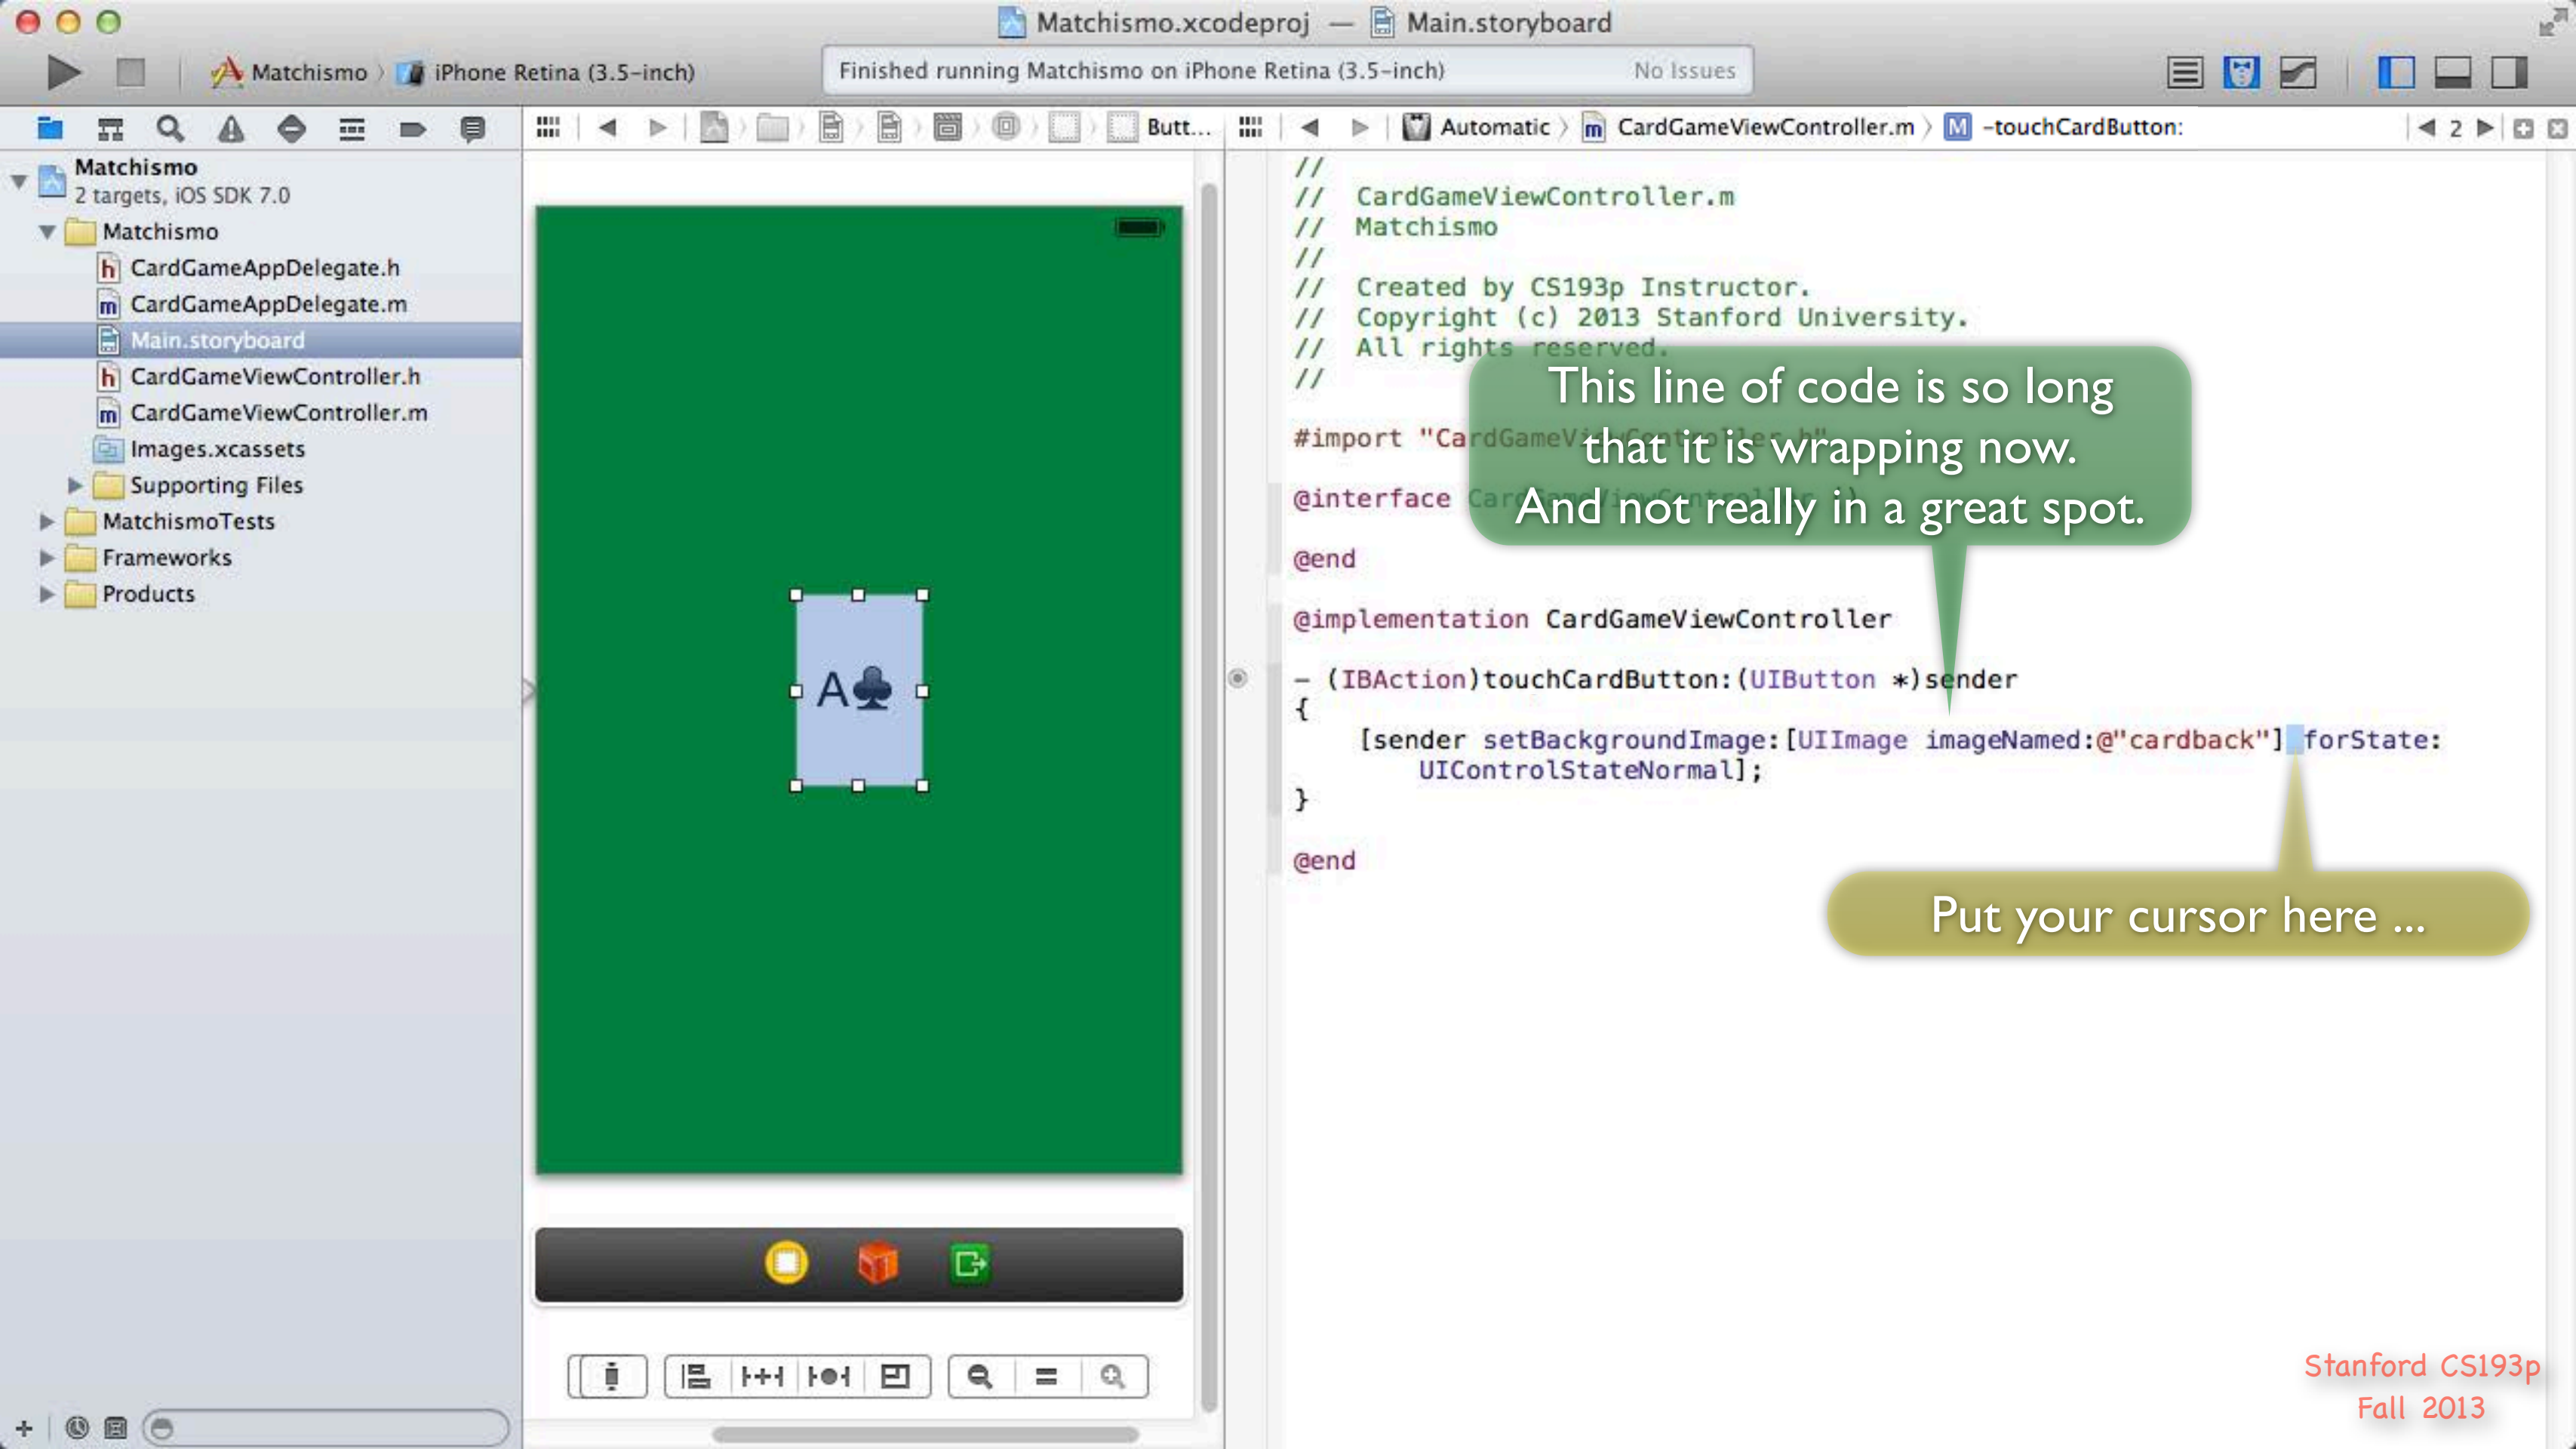 Matchismo.xcodeproj — Main.storyboard
Matchismo iPhone Retina (3.5-inch)
Finished running Matchismo on iPhone Retina (3.5-inch) No Issues
Butt...
Automatic CardGameViewController.m M -touchCardButton: 2
Matchismo
2 targets, iOS SDK 7.0
Matchismo
h CardGameAppDelegate.h
m CardGameAppDelegate.m
Main.storyboard
h CardGameViewController.h
m CardGameViewController.m
Images.xcassets
Supporting Files
MatchismoTests
Frameworks
Products
A♣
//
// CardGameViewController.m
// Matchismo
//
// Created by CS193p Instructor.
// Copyright (c) 2013 Stanford University.
// All rights reserved.
//
#import "CardGameViewController.h"
@interface CardGameViewController ()
@end
@implementation CardGameViewController
- (IBAction)touchCardButton:(UIButton *)sender
{
[sender setBackgroundImage:[UIImage imageNamed:@"cardback"] forState:
UIControlStateNormal];
}
@end
This line of code is so long
that it is wrapping now.
And not really in a great spot.
Put your cursor here ...
Stanford CS193p
Fall 2013